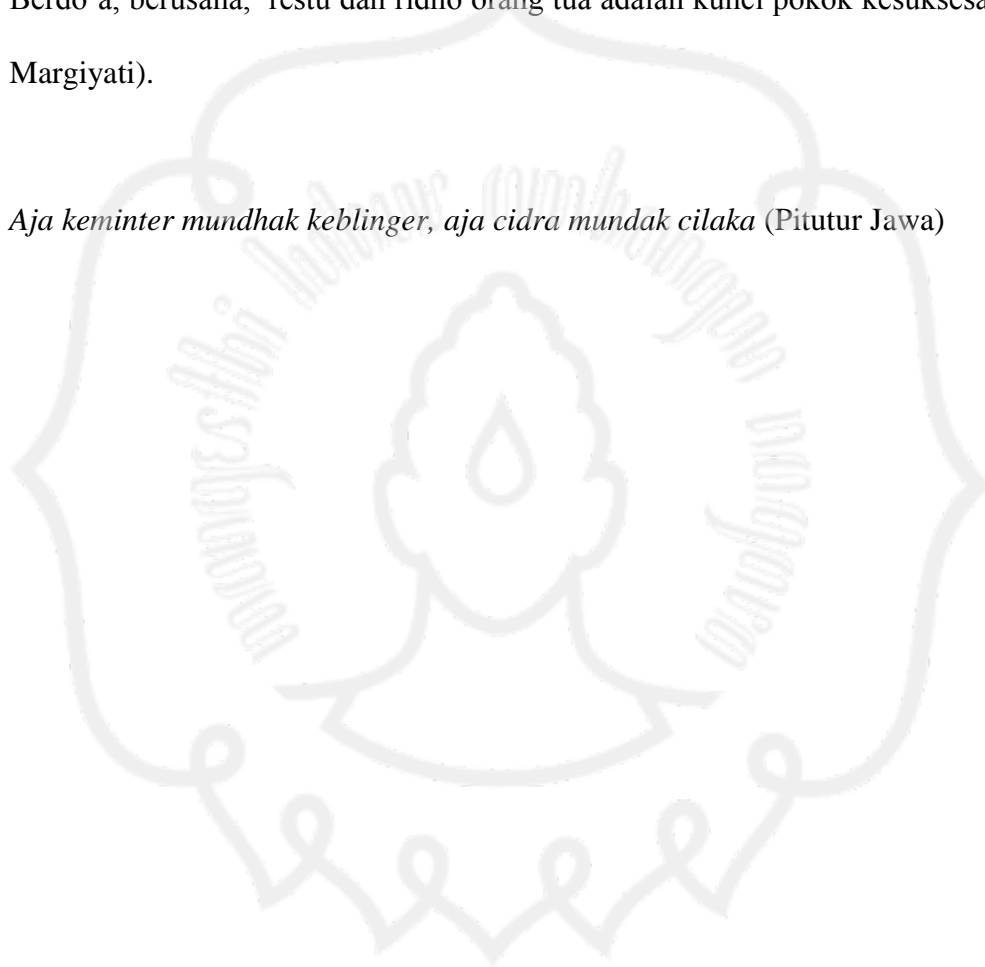 Berdo'a, berusaha, restu dan ridho orang tua adalah kunci pokok kesuksesa
Margiyati).
Aja keminter mundhak keblinger, aja cidra mundak cilaka (Pitutur Jawa)